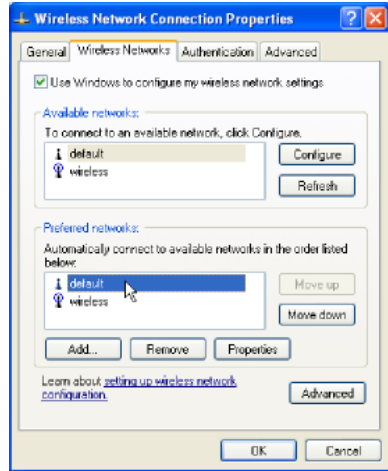 Wireless Network Connection Properties
General Wireless Networks Authentication Advanced
Use Windows to configure my wireless network settings
Available networks:
To connect to an available network, click Configure.
default
wireless
Configure
Refresh
Preferred networks:
Automatically connect to available networks in the order listed
below:
default
wireless
Move up
Move down
Add... Remove Properties
Learn about setting up wireless network
configuration.
Advanced
OK Cancel